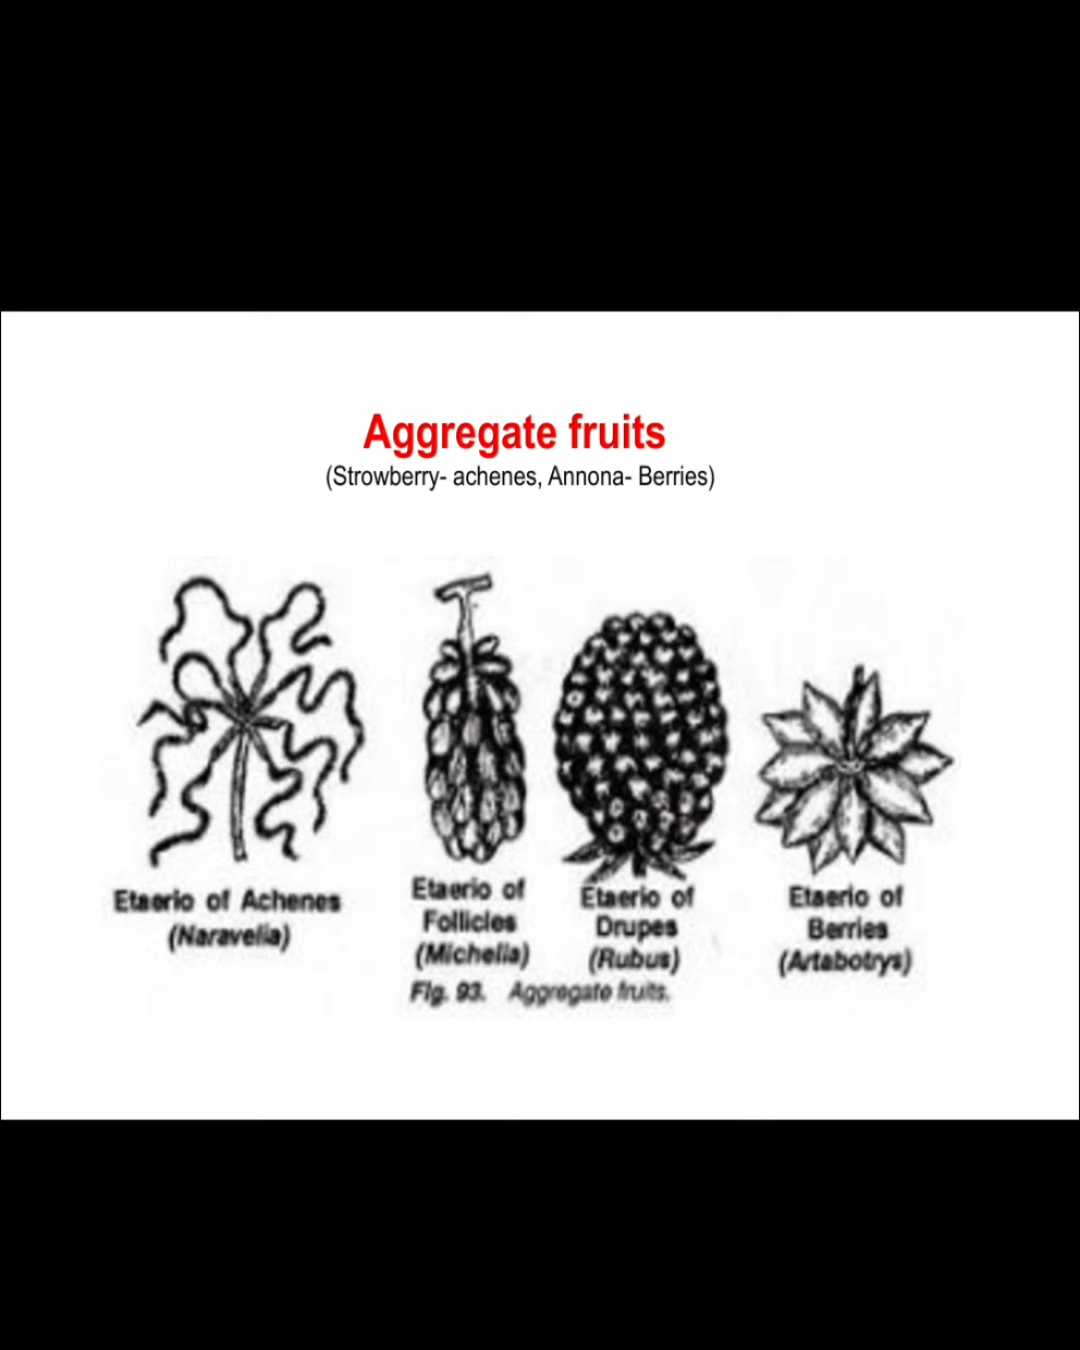 Aggregate fruits
(Strowberry- achenes, Annona- Berries)
Etaerio of Achenes
(Naravelia)
Etaerio of
Follicles
(Michelia)
Etaerio of
Drupes
(Rubus)
Etaerio of
Berries
(Artabotrys)
Fig. 93. Aggregate fruits.